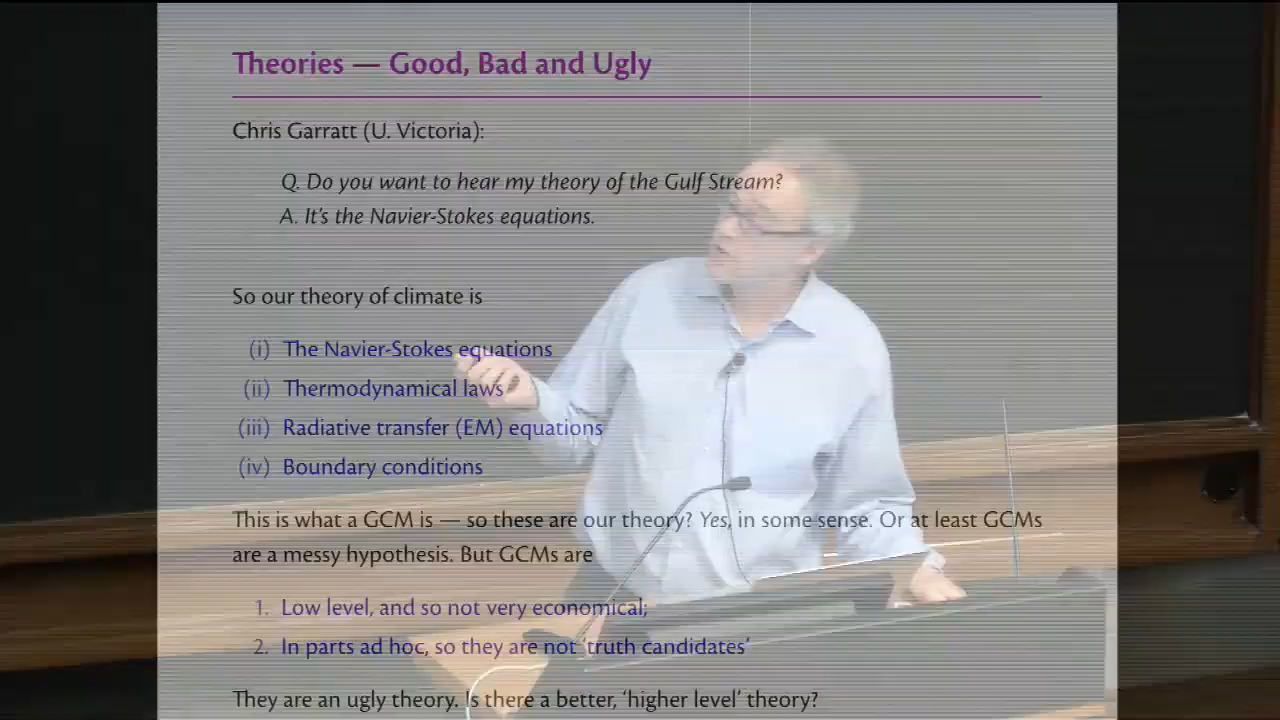 Theories — Good, Bad and Ugly
Chris Garratt (U. Victoria):
Q. Do you want to hear my theory of the Gulf Stream?
A. It's the Navier-Stokes equations.
So our theory of climate is
(i) The Navier-Stokes equations
(ii) Thermodynamical laws
(iii) Radiative transfer (EM) equations
(iv) Boundary conditions
This is what a GCM is — so these are our theory? Yes, in some sense. Or at least GCMs
are a messy hypothesis. But GCMs are
1. Low level, and so not very economical;
2. In parts ad hoc, so they are not 'truth candidates'
They are an ugly theory. Is there a better, 'higher level' theory?